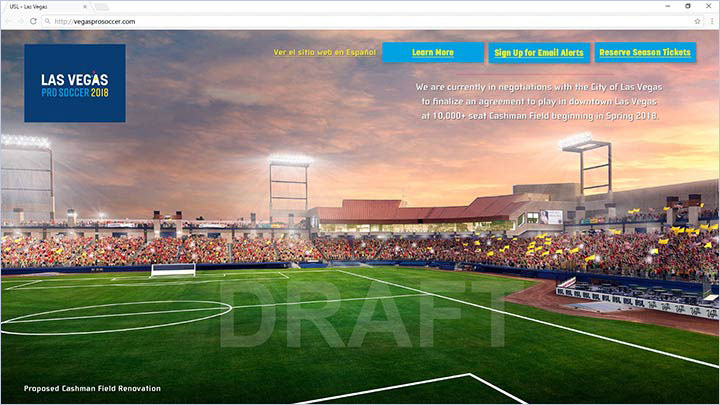 USL - Las Vegas
http://vegasprosoccer.com
Ver el sitio web en Español
Learn More
Sign Up for Email Alerts
Reserve Season Tickets
LAS VEGAS
PRO SOCCER 2018
We are currently in negotiations with the City of Las Vegas
to finalize an agreement to play in downtown Las Vegas
at 10,000+ seat Cashman Field beginning in Spring 2018.
DRAFT
Proposed Cashman Field Renovation